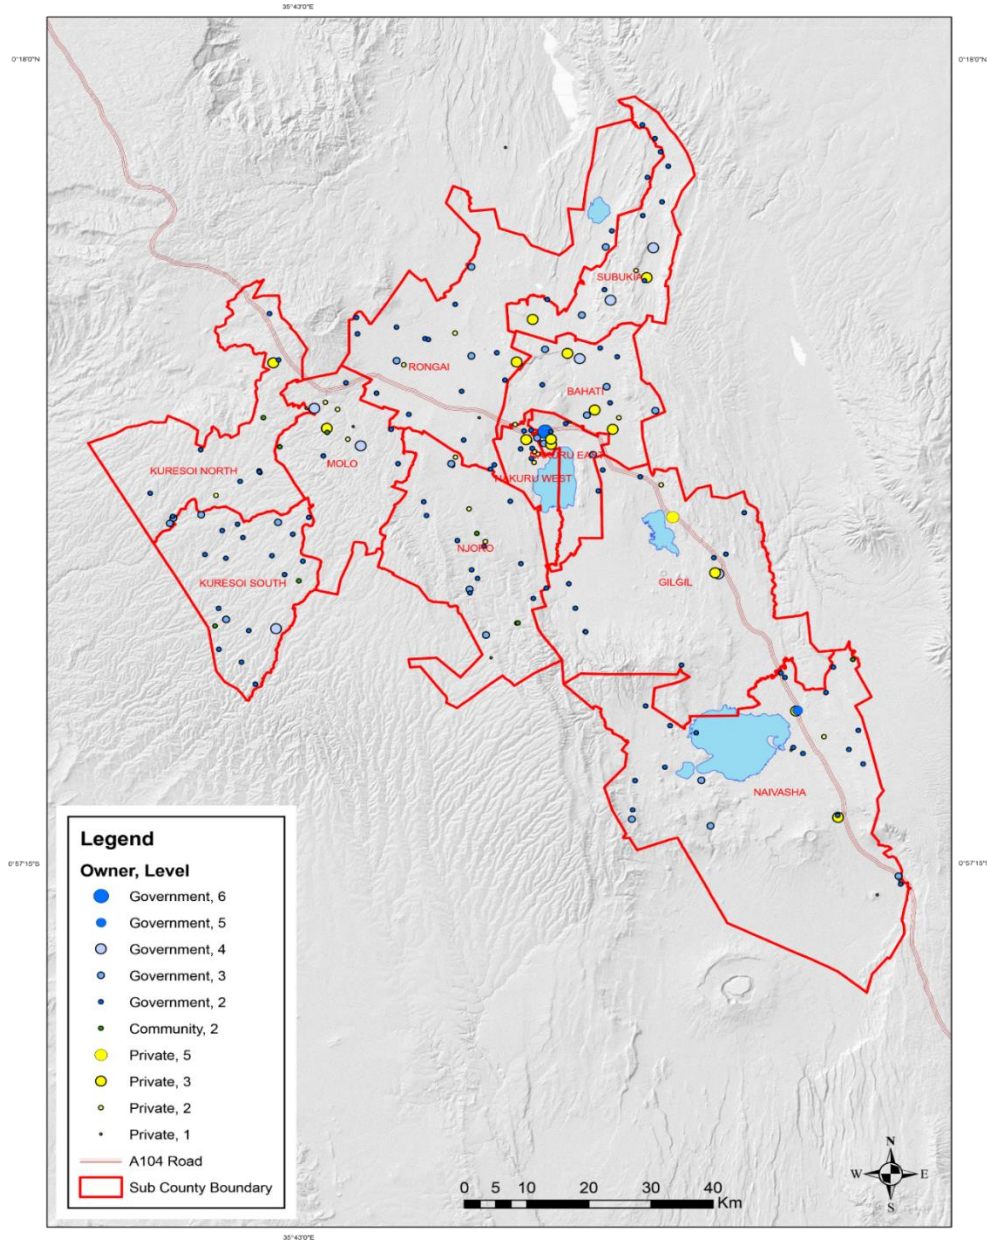 35°43'0"E
0°18'0"N
0°18'0"N
SUBUKIA
RONGAI
BAHATI
KURESOI NORTH
MOLO
NAKURU EAST
NAKURU WEST
NJORO
KURESOI SOUTH
GILGIL
NAIVASHA
0°57'15"S
0°57'15"S
Legend
Owner, Level
Government, 6
Government, 5
Government, 4
Government, 3
Government, 2
Community, 2
Private, 5
Private, 3
Private, 2
Private, 1
A104 Road
Sub County Boundary
N
W E
S
0 5 10 20 30 40
Km
35°43'0"E